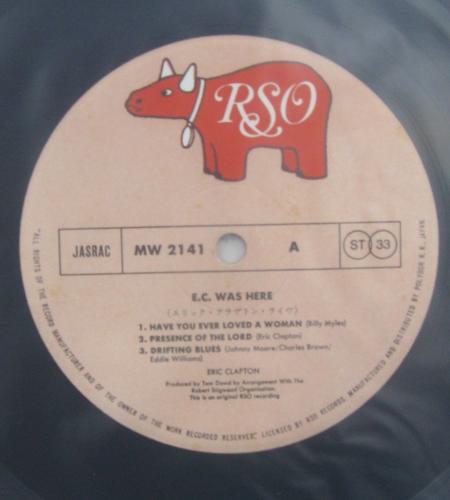 RSO
JASRAC MW 2141 A ST 33
E.C. WAS HERE
(エリック・クラプトン・ライヴ)
1. HAVE YOU EVER LOVED A WOMAN (Billy Myles)
2. PRESENCE OF THE LORD (Eric Clapton)
3. DRIFTING BLUES (Johnny Moore/Charles Brown/
Eddie Williams)
ERIC CLAPTON
Produced by Tom Dowd by Arrangement With The
Robert Stigwood Organisation.
This is an original RSO recording
"ALL RIGHTS OF THE RECORD MANUFACTURER AND OF THE OWNER OF THE WORK RECORDED RESERVED." LICENSED BY RSO RECORDS. MANUFACTURED AND DISTRIBUTED BY POLYDOR K. K., JAPAN